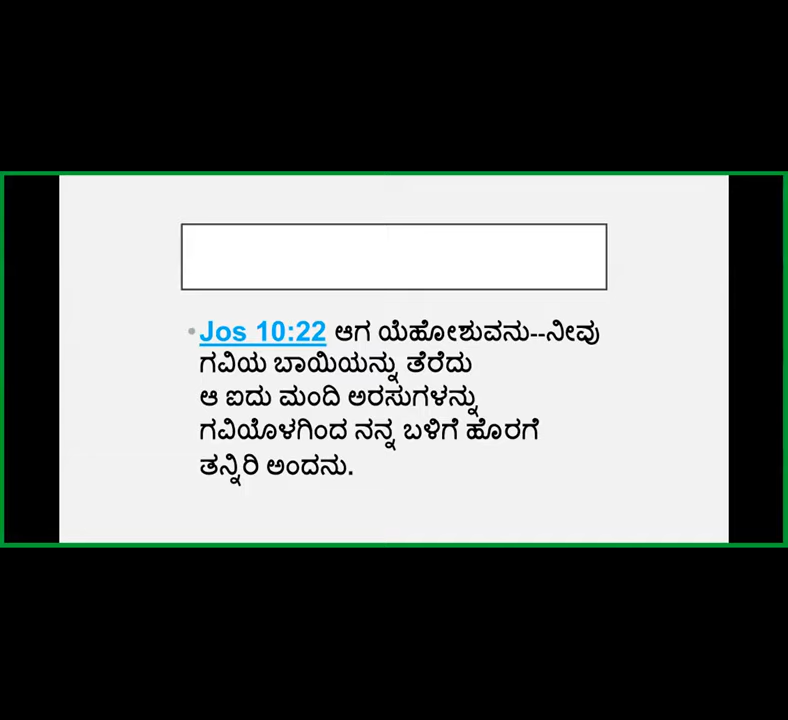 •Jos 10:22 ಆಗ ಯೆಹೋಶುವನು--ನೀವು
ಗವಿಯ ಬಾಯಿಯನ್ನು ತೆರೆದು
ಆ ಐದು ಮಂದಿ ಅರಸುಗಳನ್ನು
ಗವಿಯೊಳಗಿಂದ ನನ್ನ ಬಳಿಗೆ ಹೊರಗೆ
ತನ್ನಿರಿ ಅಂದನು.